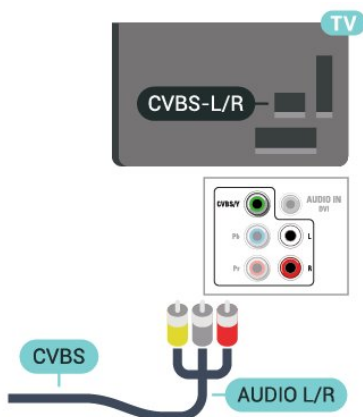 TV
CVBS-L/R
CVBS/Y
AUDIO IN
DVI
Pb
L
Pr
R
CVBS
AUDIO L/R